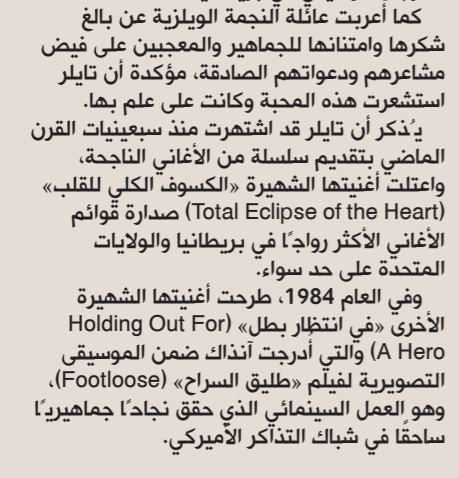 كما أعربت عائلة النجمة الويلزية عن بالغ
شكرها وامتنانها للجماهير والمعجبين على فيض
مشاعرهم ودعواتهم الصادقة، مؤكدة أن تايلر
استشعرت هذه المحبة وكانت على علم بها.
يُذكر أن تايلر قد اشتهرت منذ سبعينيات القرن
الماضي بتقديم سلسلة من الأغاني الناجحة،
واعتلت أغنيتها الشهيرة «الكسوف الكلي للقلب»
(Total Eclipse of the Heart) صدارة قوائم
الأغاني الأكثر رواجًا في بريطانيا والولايات
المتحدة على حد سواء.
وفي العام 1984، طرحت أغنيتها الشهيرة
الأخرى «في انتظار بطل» (Holding Out For
A Hero) والتي أُدرجت آنذاك ضمن الموسيقى
التصويرية لفيلم «طليق السراح» (Footloose)،
وهو العمل السينمائي الذي حقق نجاحًا جماهيريًا
ساحقًا في شباك التذاكر الأميركي.